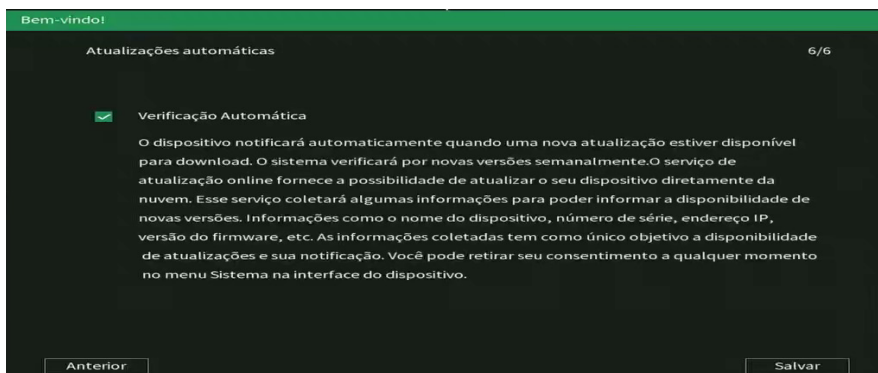 Bem-vindo!
Atualizações automáticas 6/6
Verificação Automática
O dispositivo notificará automaticamente quando uma nova atualização estiver disponível
para download. O sistema verificará por novas versões semanalmente.O serviço de
atualização online fornece a possibilidade de atualizar o seu dispositivo diretamente da
nuvem. Esse serviço coletará algumas informações para poder informar a disponibilidade de
novas versões. Informações como o nome do dispositivo, número de série, endereço IP,
versão do firmware, etc. As informações coletadas tem como único objetivo a disponibilidade
de atualizações e sua notificação. Você pode retirar seu consentimento a qualquer momento
no menu Sistema na interface do dispositivo.
Anterior Salvar